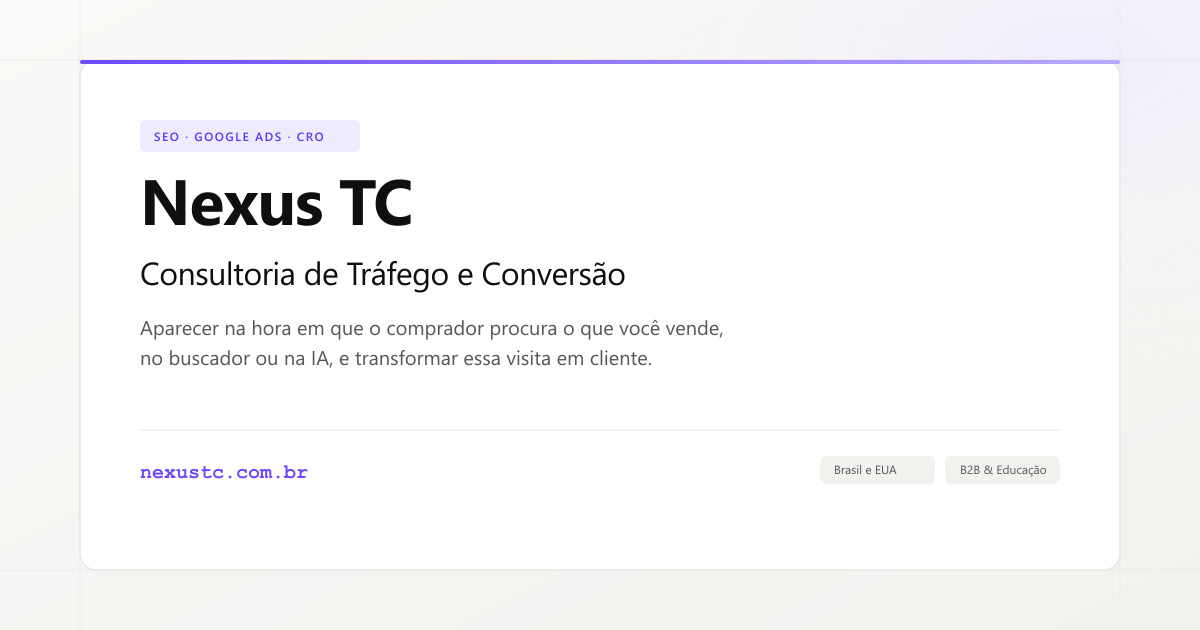 SEO · GOOGLE ADS · CRO
Nexus TC
Consultoria de Tráfego e Conversão
Aparecer na hora em que o comprador procura o que você vende,
no buscador ou na IA, e transformar essa visita em cliente.
nexustc.com.br
Brasil e EUA
B2B & Educação